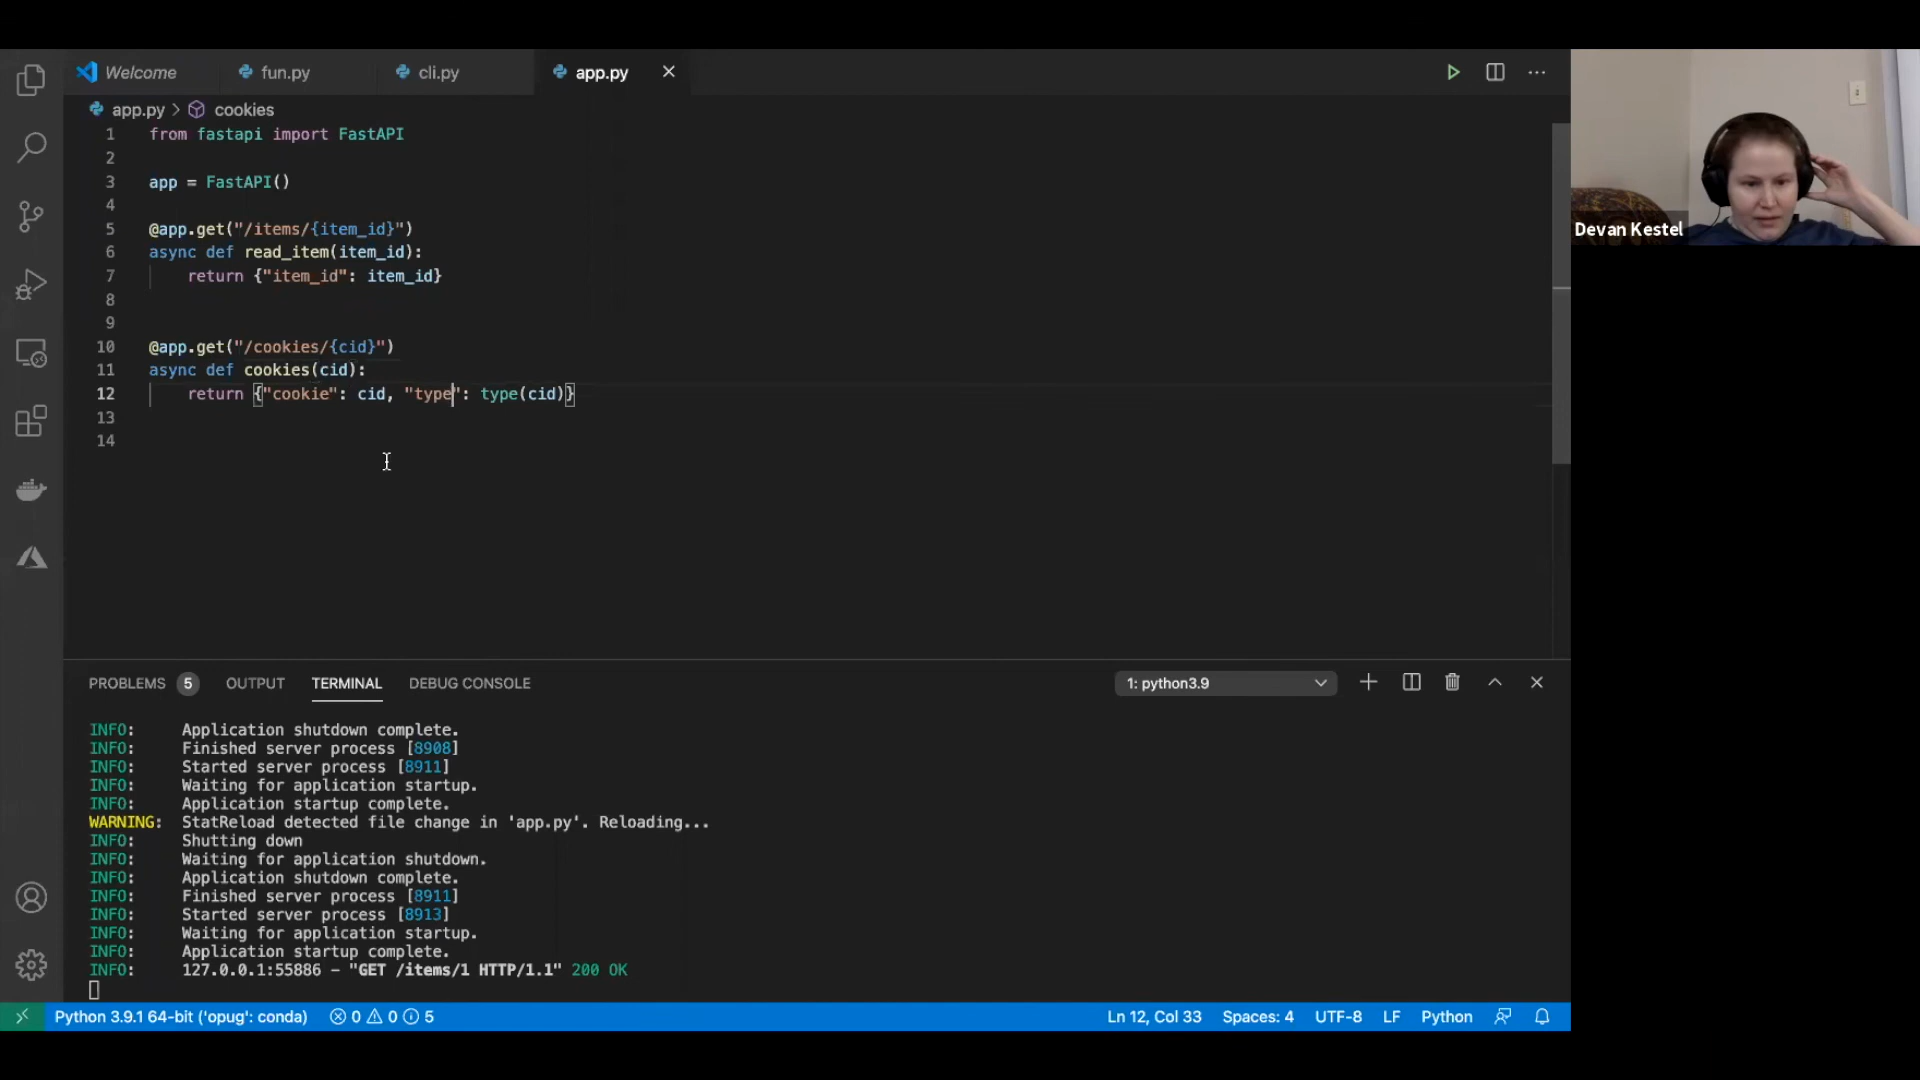 Welcome fun.py cli.py app.py
app.py > cookies
1 from fastapi import FastAPI
2
3 app = FastAPI()
4
5 @app.get("/items/{item_id}")
6 async def read_item(item_id):
7 return {"item_id": item_id}
8
9
10 @app.get("/cookies/{cid}")
11 async def cookies(cid):
12 return {"cookie": cid, "type": type(cid)}
13
14
Devan Kestel
PROBLEMS 5 OUTPUT TERMINAL DEBUG CONSOLE 1: python3.9
INFO: Application shutdown complete.
INFO: Finished server process [8908]
INFO: Started server process [8911]
INFO: Waiting for application startup.
INFO: Application startup complete.
WARNING: StatReload detected file change in 'app.py'. Reloading...
INFO: Shutting down
INFO: Waiting for application shutdown.
INFO: Application shutdown complete.
INFO: Finished server process [8911]
INFO: Started server process [8913]
INFO: Waiting for application startup.
INFO: Application startup complete.
INFO: 127.0.0.1:55886 - "GET /items/1 HTTP/1.1" 200 OK
Python 3.9.1 64-bit ('opug': conda) 0 0 5 Ln 12, Col 33 Spaces: 4 UTF-8 LF Python